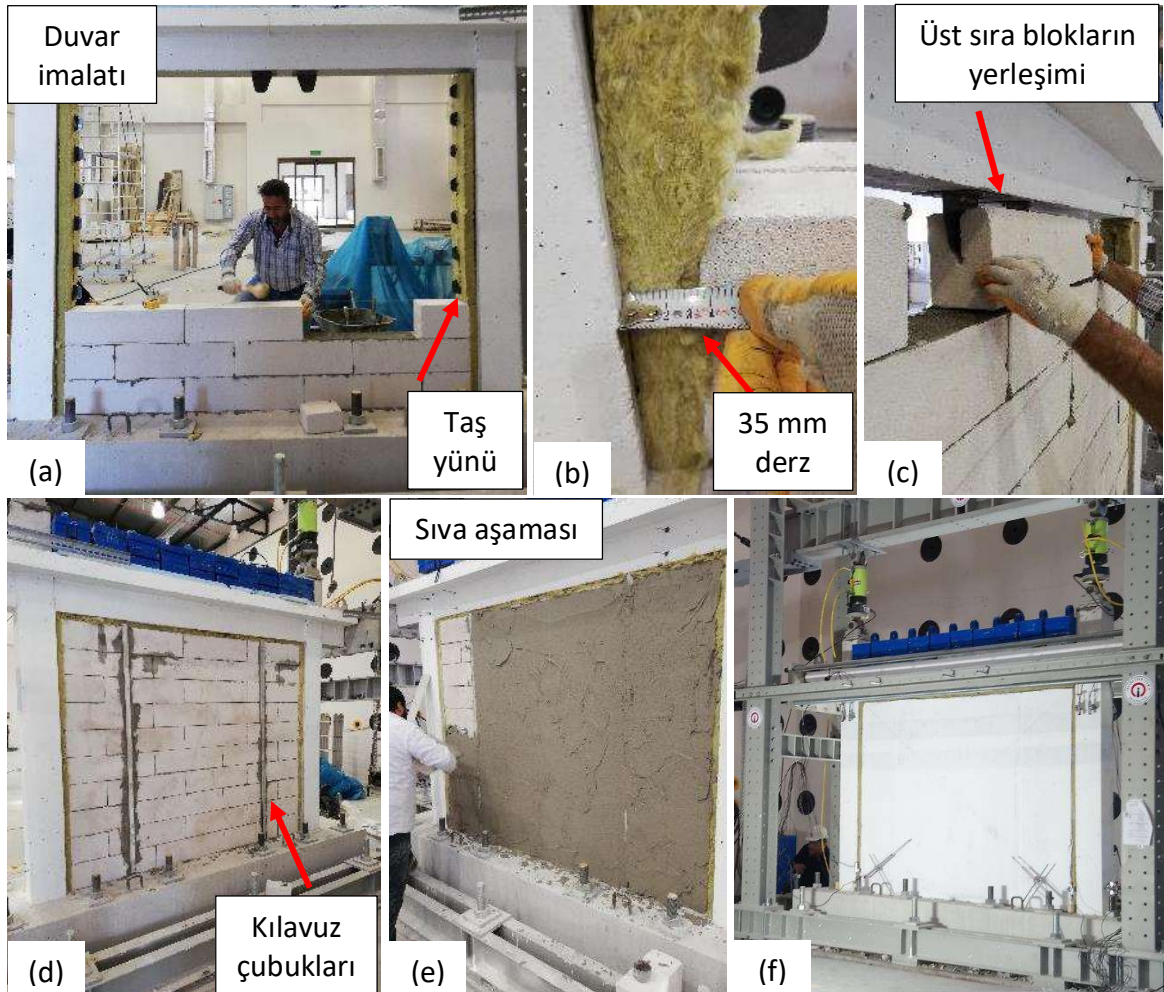 Duvar
imalatı
Üst sıra blokların
yerleşimi
Taş
yünü
35 mm
derz
(a)
(b)
(c)
Sıva aşaması
Kılavuz
çubukları
(d)
(e)
(f)